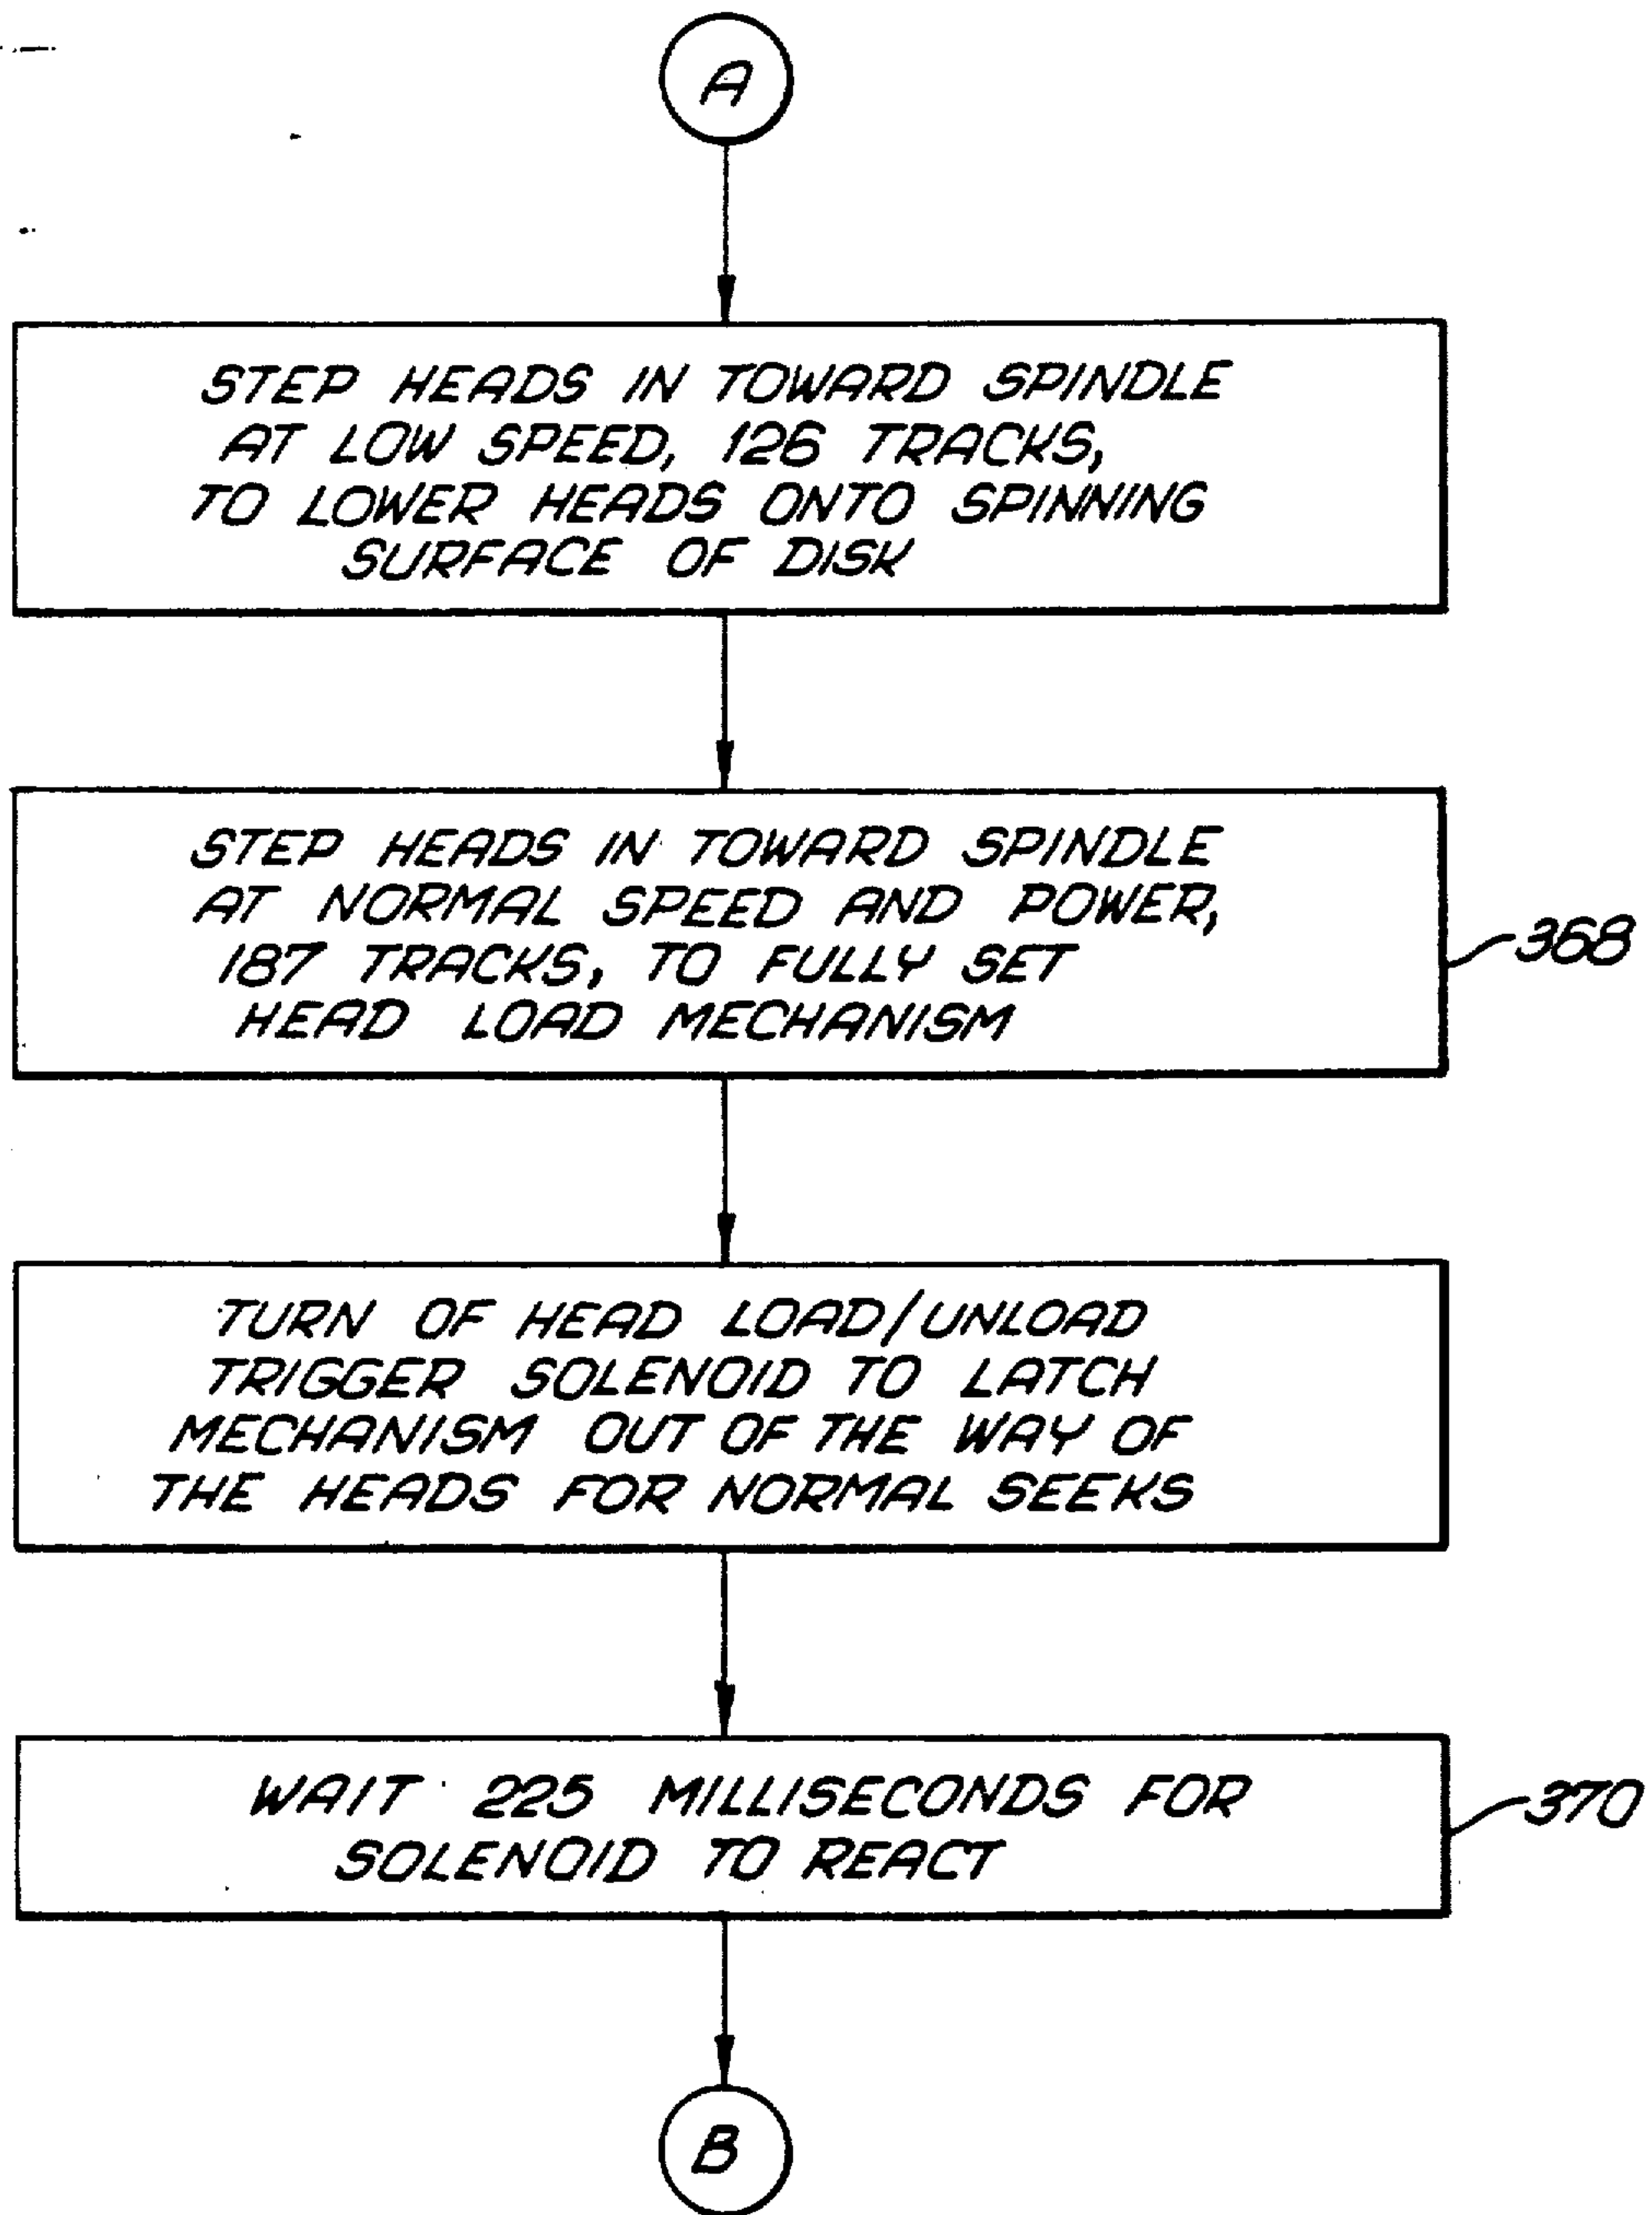 A
STEP HEADS IN TOWARD SPINDLE
AT LOW SPEED, 126 TRACKS,
TO LOWER HEADS ONTO SPINNING
SURFACE OF DISK
STEP HEADS IN TOWARD SPINDLE
AT NORMAL SPEED AND POWER,
187 TRACKS, TO FULLY SET
HEAD LOAD MECHANISM
368
TURN OF HEAD LOAD/UNLOAD
TRIGGER SOLENOID TO LATCH
MECHANISM OUT OF THE WAY OF
THE HEADS FOR NORMAL SEEKS
WAIT 225 MILLISECONDS FOR
SOLENOID TO REACT
370
B